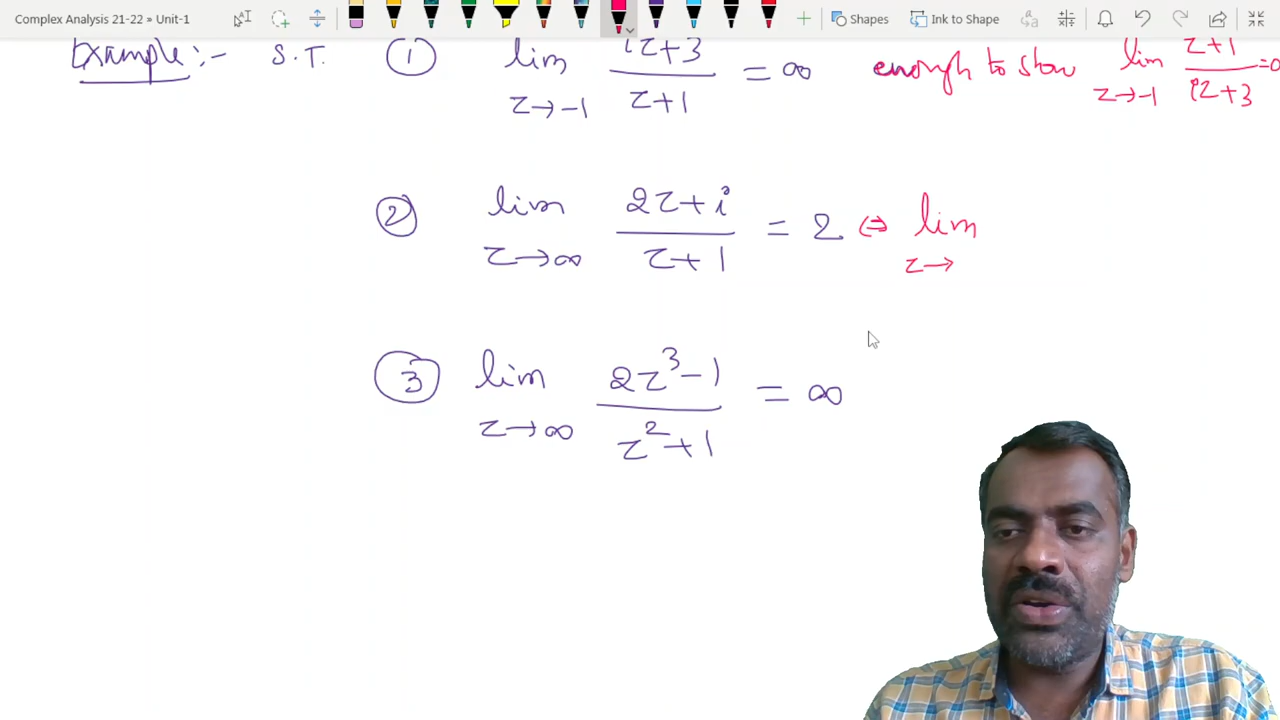 Complex Analysis 21-22 » Unit-1
Shapes Ink to Shape
Example :- S.T. ① lim z→-1 (iz+3)/(z+1) = ∞ enough to show lim z→-1 (z+1)/(iz+3) =0
② lim z→∞ (2z+i)/(z+1) = 2 ⇔ lim z→
③ lim z→∞ (2z³-1)/(z²+1) = ∞